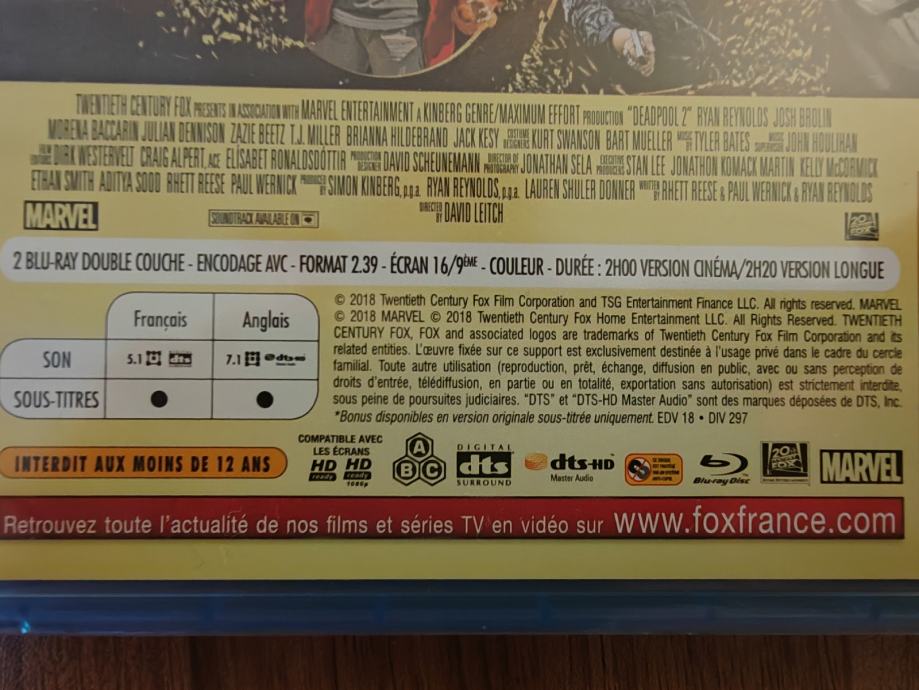 TWENTIETH CENTURY FOX PRESENTS IN ASSOCIATION WITH MARVEL ENTERTAINMENT A KINBERG GENRE/MAXIMUM EFFORT PRODUCTION "DEADPOOL 2" RYAN REYNOLDS JOSH BROLIN
MORENA BACCARIN JULIAN DENNISON ZAZIE BEETZ T.J. MILLER BRIANNA HILDEBRAND JACK KESY COSTUME DESIGNERS KURT SWANSON BART MUELLER MUSIC BY TYLER BATES MUSIC SUPERVISOR JOHN HOULIHAN
FILM EDITORS DIRK WESTERVELT CRAIG ALPERT, ACE ELÍSABET RONALDSDÓTTIR PRODUCTION DESIGNER DAVID SCHEUNEMANN DIRECTOR OF PHOTOGRAPHY JONATHAN SELA EXECUTIVE PRODUCERS STAN LEE JONATHON KOMACK MARTIN KELLY McCORMICK
ETHAN SMITH ADITYA SOOD RHETT REESE PAUL WERNICK PRODUCED BY SIMON KINBERG, p.g.a. RYAN REYNOLDS, p.g.a. LAUREN SHULER DONNER WRITTEN BY RHETT REESE & PAUL WERNICK & RYAN REYNOLDS
DIRECTED BY DAVID LEITCH
MARVEL SOUNDTRACK AVAILABLE ON 20 FOX
2 BLU-RAY DOUBLE COUCHE - ENCODAGE AVC - FORMAT 2.39 - ÉCRAN 16/9ÈME - COULEUR - DURÉE : 2H00 VERSION CINÉMA/2H20 VERSION LONGUE
Français Anglais
SON 5.1 dts 7.1 dts-HD
SOUS-TITRES ● ●
© 2018 Twentieth Century Fox Film Corporation and TSG Entertainment Finance LLC. All rights reserved. MARVEL
© 2018 MARVEL © 2018 Twentieth Century Fox Home Entertainment LLC. All Rights Reserved. TWENTIETH
CENTURY FOX, FOX and associated logos are trademarks of Twentieth Century Fox Film Corporation and its
related entities. L'œuvre fixée sur ce support est exclusivement destinée à l'usage privé dans le cadre du cercle
familial. Toute autre utilisation (reproduction, prêt, échange, diffusion en public, avec ou sans perception de
droits d'entrée, télédiffusion, en partie ou en totalité, exportation sans autorisation) est strictement interdite,
sous peine de poursuites judiciaires. "DTS" et "DTS-HD Master Audio" sont des marques déposées de DTS, Inc.
*Bonus disponibles en version originale sous-titrée uniquement. EDV 18 • DIV 297
INTERDIT AUX MOINS DE 12 ANS
COMPATIBLE AVEC
LES ÉCRANS
HD ready HD ready 1080p
A B C
DIGITAL dts SURROUND
dts-HD Master Audio
Blu-ray Disc
20th CENTURY FOX
MARVEL
Retrouvez toute l'actualité de nos films et séries TV en vidéo sur www.foxfrance.com